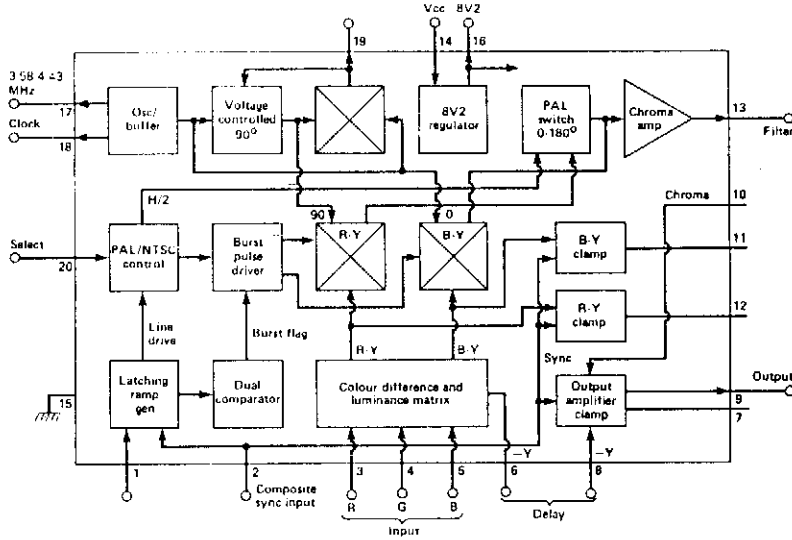 19
Vcc 8V2
14 16
3.58 4.43
MHz
17
Clock
18
Osc/
buffer
Voltage
controlled
90°
8V2
regulator
PAL
switch
0-180°
Chroma
amp
13
Filter
H/2
Chroma
10
90
R-Y
0
B-Y
Select
20
PAL/NTSC
control
Burst
pulse
driver
B-Y
clamp
11
R-Y
clamp
12
Line
drive
Burst flag
R-Y
B-Y
Sync
15
Latching
ramp
gen
Dual
comparator
Colour difference and
luminance matrix
Output
amplifier
clamp
Output
9
7
1
2
3
4
5
6
-Y
8
-Y
Composite
sync input
R G B
Input
Delay